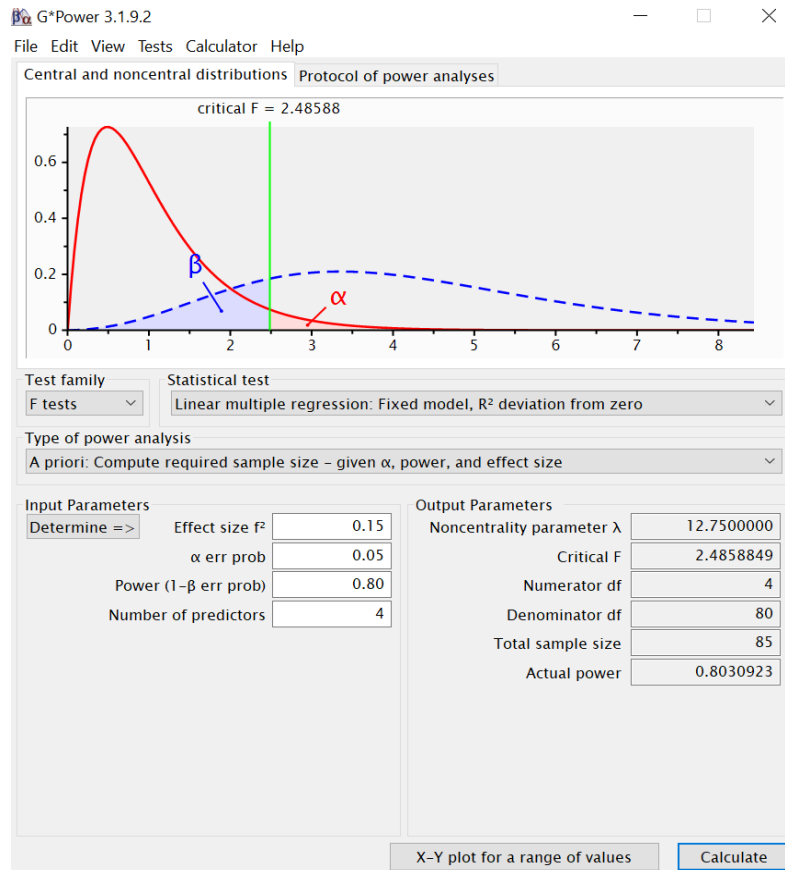 G*Power 3.1.9.2
File Edit View Tests Calculator Help
Central and noncentral distributions Protocol of power analyses
critical F = 2.48588
0.6
0.4
0.2
0
β
α
0 1 2 3 4 5 6 7 8
Test family Statistical test
F tests Linear multiple regression: Fixed model, R² deviation from zero
Type of power analysis
A priori: Compute required sample size – given α, power, and effect size
Input Parameters Output Parameters
Determine => Effect size f² 0.15 Noncentrality parameter λ 12.7500000
α err prob 0.05 Critical F 2.4858849
Power (1–β err prob) 0.80 Numerator df 4
Number of predictors 4 Denominator df 80
Total sample size 85
Actual power 0.8030923
X–Y plot for a range of values Calculate